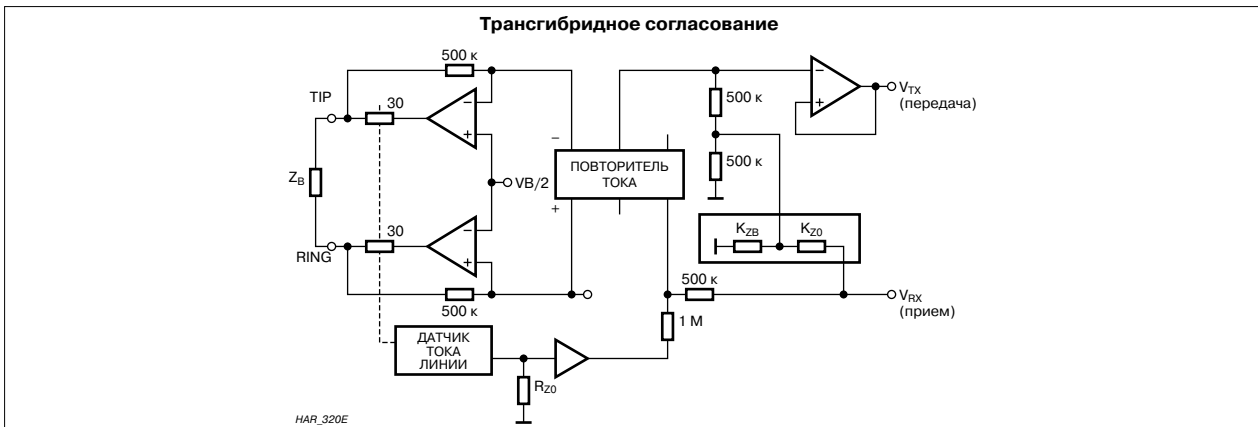 Трансгибридное согласование
500 к
TIP
30
−
+
Z_B
VB/2
RING
30
−
+
500 к
−
ПОВТОРИТЕЛЬ
ТОКА
+
500 к
500 к
−
+
V_TX
(передача)
K_ZB
K_Z0
500 к
V_RX
(прием)
1 М
ДАТЧИК
ТОКА
ЛИНИИ
R_Z0
HAR_320E